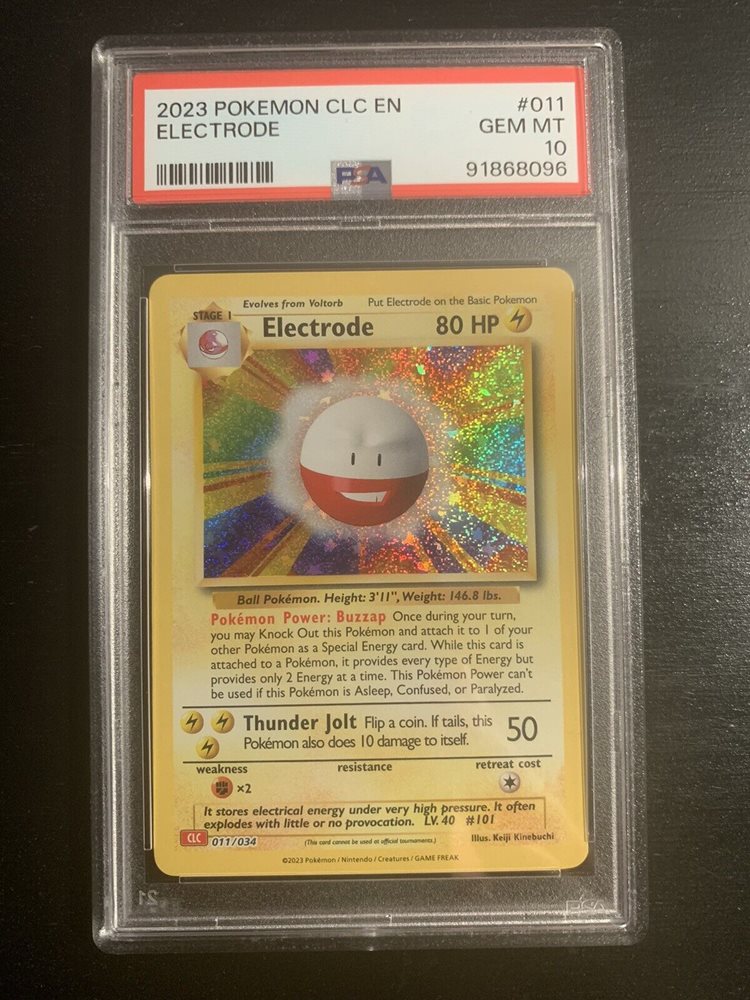 2023 POKEMON CLC EN #011
ELECTRODE GEM MT
10
91868096
PSA
Evolves from Voltorb Put Electrode on the Basic Pokemon
STAGE 1
Electrode 80 HP
Ball Pokémon. Height: 3'11", Weight: 146.8 lbs.
Pokémon Power: Buzzap Once during your turn,
you may Knock Out this Pokémon and attach it to 1 of your
other Pokémon as a Special Energy card. While this card is
attached to a Pokémon, it provides every type of Energy but
provides only 2 Energy at a time. This Pokémon Power can't
be used if this Pokémon is Asleep, Confused, or Paralyzed.
Thunder Jolt Flip a coin. If tails, this 50
Pokémon also does 10 damage to itself.
weakness resistance retreat cost
×2
It stores electrical energy under very high pressure. It often
explodes with little or no provocation. LV. 40 #101
CLC 011/034 (This card cannot be used at official tournaments.) Illus. Keiji Kinebuchi
©2023 Pokémon / Nintendo / Creatures / GAME FREAK
21 PSA